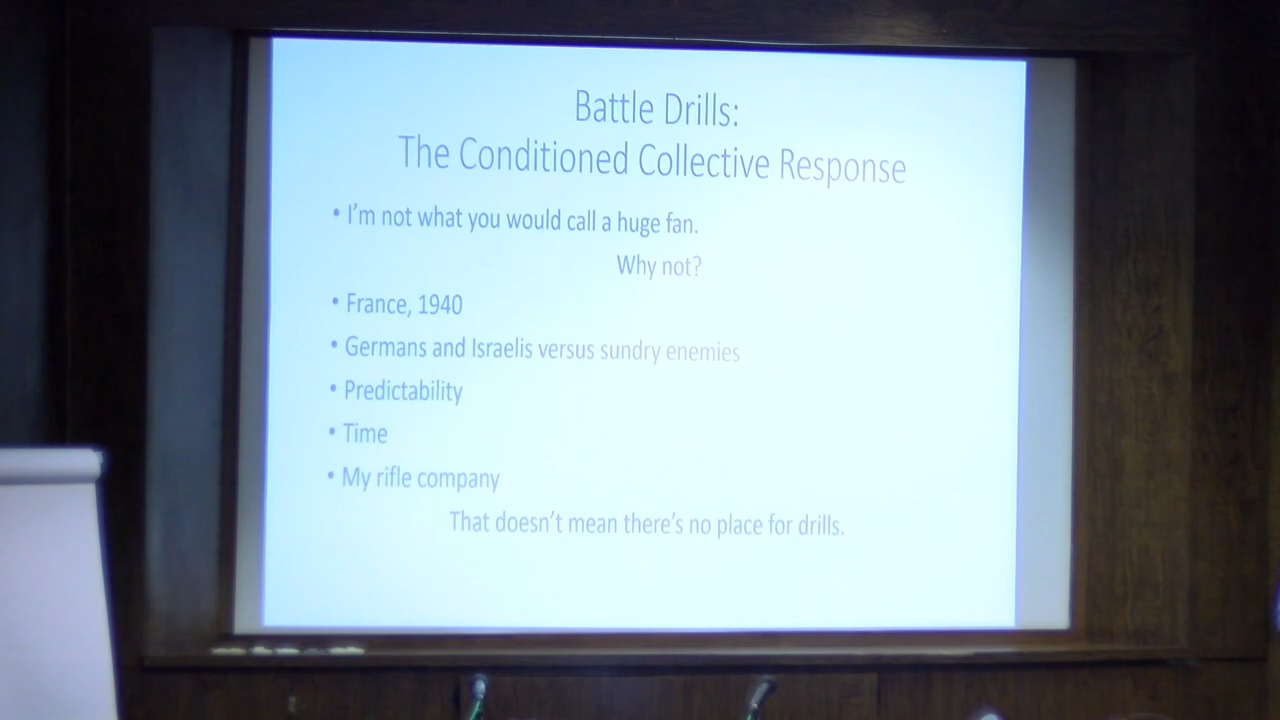 Battle Drills:
The Conditioned Collective Response
• I'm not what you would call a huge fan.
Why not?
• France, 1940
• Germans and Israelis versus sundry enemies
• Predictability
• Time
• My rifle company
That doesn't mean there's no place for drills.